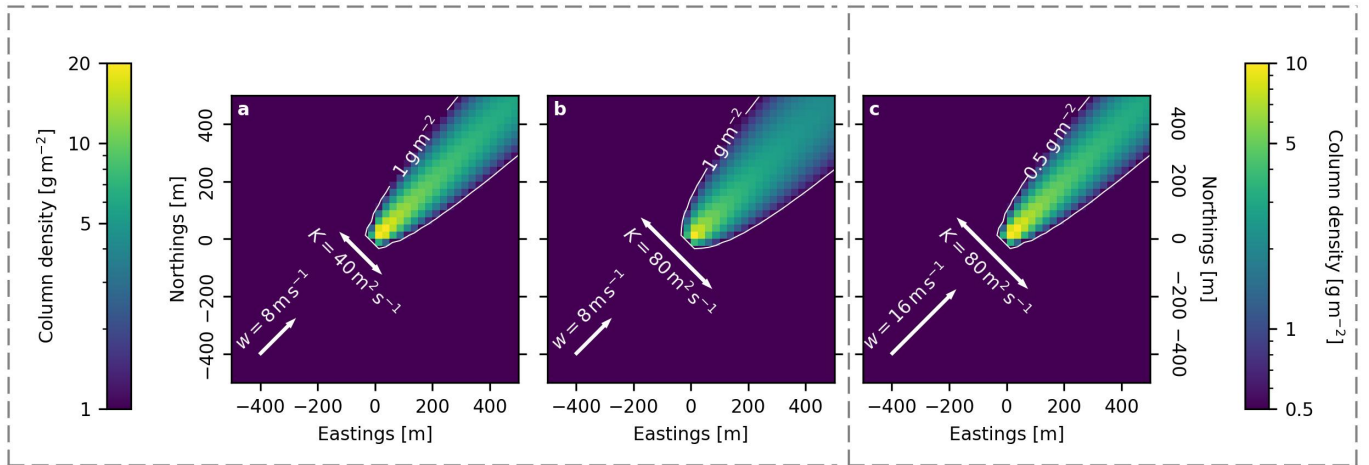 20
10
5
1
Column density [g m⁻²]
a
1 g m⁻²
K = 40 m² s⁻¹
w = 8 m s⁻¹
400
200
0
−200
−400
Northings [m]
−400 −200 0 200 400
Eastings [m]
b
1 g m⁻²
K = 80 m² s⁻¹
w = 8 m s⁻¹
−400 −200 0 200 400
Eastings [m]
c
0.5 g m⁻²
K = 80 m² s⁻¹
w = 16 m s⁻¹
400
200
0
−200
−400
Northings [m]
−400 −200 0 200 400
Eastings [m]
10
5
1
0.5
Column density [g m⁻²]